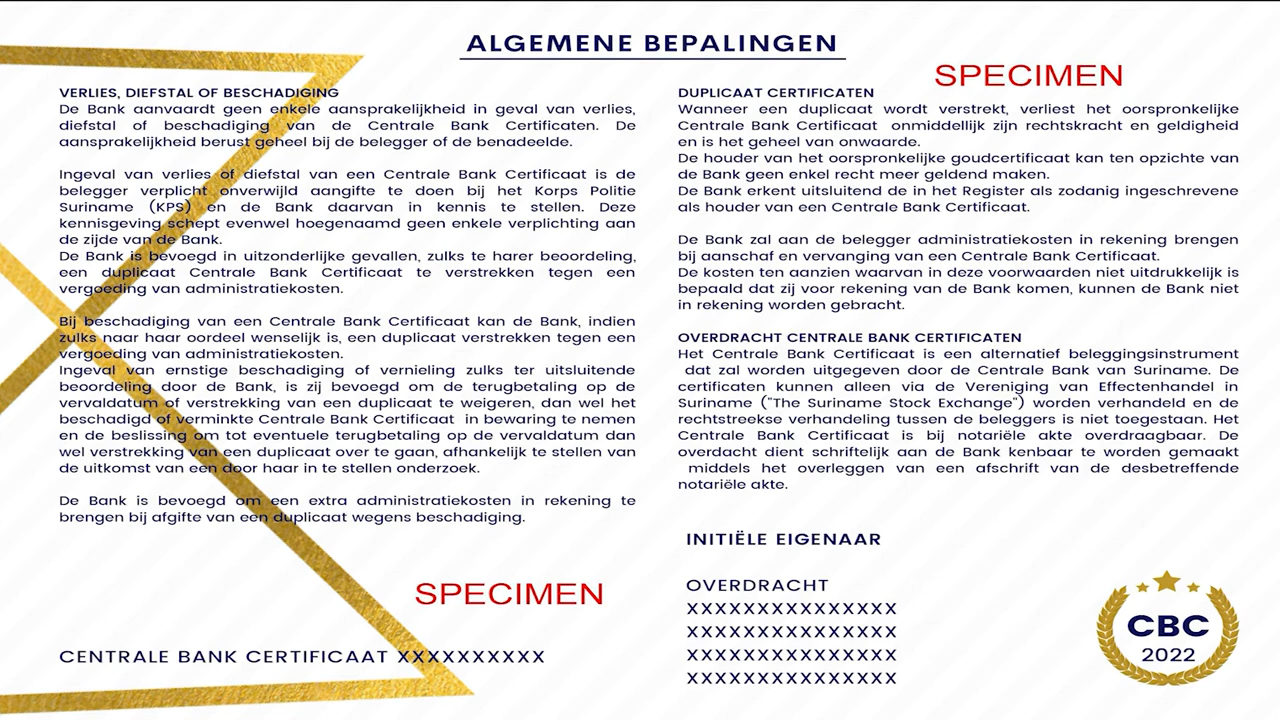 ALGEMENE BEPALINGEN
SPECIMEN
VERLIES, DIEFSTAL OF BESCHADIGING
De Bank aanvaardt geen enkele aansprakelijkheid in geval van verlies,
diefstal of beschadiging van de Centrale Bank Certificaten. De
aansprakelijkheid berust geheel bij de belegger of de benadeelde.
Ingeval van verlies of diefstal van een Centrale Bank Certificaat is de
belegger verplicht onverwijld aangifte te doen bij het Korps Politie
Suriname (KPS) en de Bank daarvan in kennis te stellen. Deze
kennisgeving schept evenwel hoegenaamd geen enkele verplichting aan
de zijde van de Bank.
De Bank is bevoegd in uitzonderlijke gevallen, zulks te harer beoordeling,
een duplicaat Centrale Bank Certificaat te verstrekken tegen een
vergoeding van administratiekosten.
Bij beschadiging van een Centrale Bank Certificaat kan de Bank, indien
zulks naar haar oordeel wenselijk is, een duplicaat verstrekken tegen een
vergoeding van administratiekosten.
Ingeval van ernstige beschadiging of vernieling zulks ter uitsluitende
beoordeling door de Bank, is zij bevoegd om de terugbetaling op de
vervaldatum of verstrekking van een duplicaat te weigeren, dan wel het
beschadigd of verminkte Centrale Bank Certificaat in bewaring te nemen
en de beslissing om tot eventuele terugbetaling op de vervaldatum dan
wel verstrekking van een duplicaat over te gaan, afhankelijk te stellen van
de uitkomst van een door haar in te stellen onderzoek.
De Bank is bevoegd om een extra administratiekosten in rekening te
brengen bij afgifte van een duplicaat wegens beschadiging.
SPECIMEN
CENTRALE BANK CERTIFICAAT XXXXXXXXXX
DUPLICAAT CERTIFICATEN
Wanneer een duplicaat wordt verstrekt, verliest het oorspronkelijke
Centrale Bank Certificaat onmiddellijk zijn rechtskracht en geldigheid
en is het geheel van onwaarde.
De houder van het oorspronkelijke goudcertificaat kan ten opzichte van
de Bank geen enkel recht meer geldend maken.
De Bank erkent uitsluitend de in het Register als zodanig ingeschrevene
als houder van een Centrale Bank Certificaat.
De Bank zal aan de belegger administratiekosten in rekening brengen
bij aanschaf en vervanging van een Centrale Bank Certificaat.
De kosten ten aanzien waarvan in deze voorwaarden niet uitdrukkelijk is
bepaald dat zij voor rekening van de Bank komen, kunnen de Bank niet
in rekening worden gebracht.
OVERDRACHT CENTRALE BANK CERTIFICATEN
Het Centrale Bank Certificaat is een alternatief beleggingsinstrument
dat zal worden uitgegeven door de Centrale Bank van Suriname. De
certificaten kunnen alleen via de Vereniging van Effectenhandel in
Suriname ("The Suriname Stock Exchange") worden verhandeld en de
rechtstreekse verhandeling tussen de beleggers is niet toegestaan. Het
Centrale Bank Certificaat is bij notariële akte overdraagbaar. De
overdacht dient schriftelijk aan de Bank kenbaar te worden gemaakt
middels het overleggen van een afschrift van de desbetreffende
notariële akte.
INITIËLE EIGENAAR
OVERDRACHT
XXXXXXXXXXXXXXX
XXXXXXXXXXXXXXX
XXXXXXXXXXXXXXX
XXXXXXXXXXXXXXX
CBC
2022